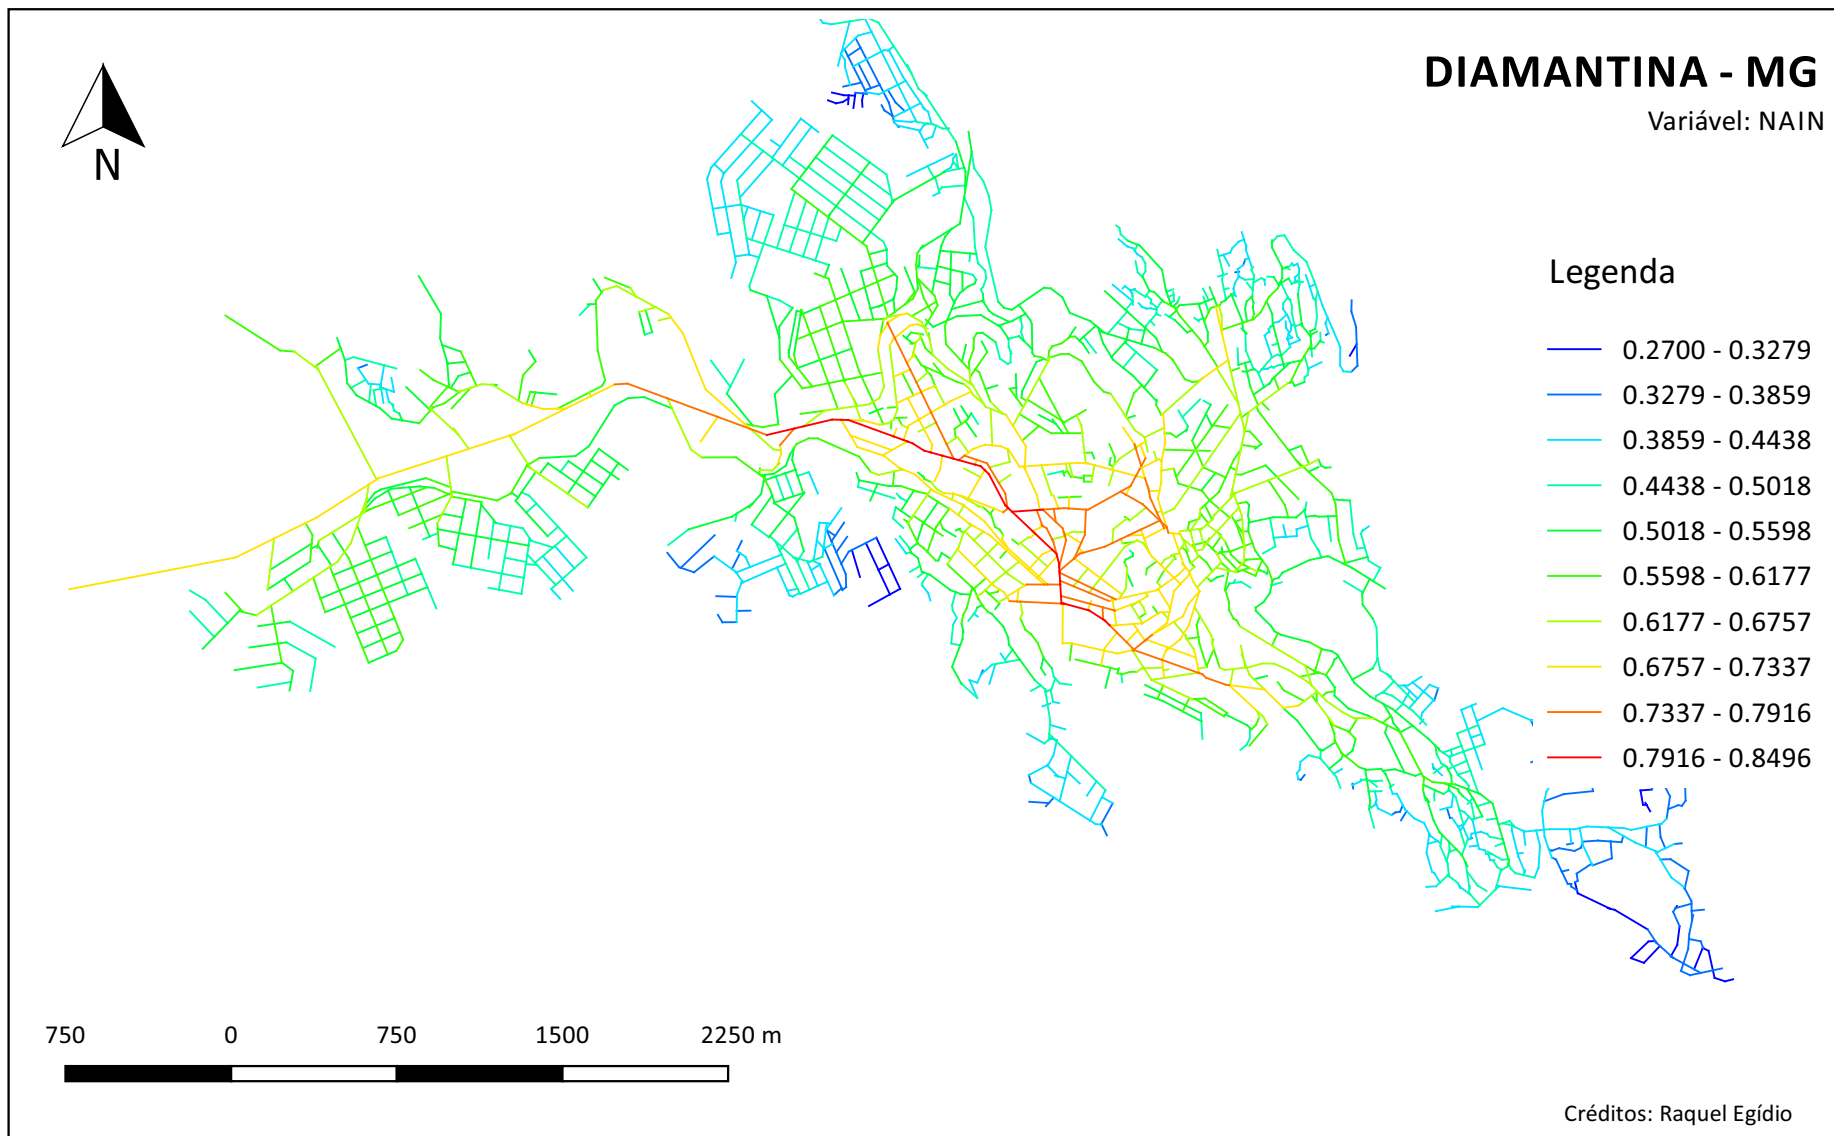 DIAMANTINA - MG
Variável: NAIN
N
Legenda
0.2700 - 0.3279
0.3279 - 0.3859
0.3859 - 0.4438
0.4438 - 0.5018
0.5018 - 0.5598
0.5598 - 0.6177
0.6177 - 0.6757
0.6757 - 0.7337
0.7337 - 0.7916
0.7916 - 0.8496
750 0 750 1500 2250 m
Créditos: Raquel Egídio